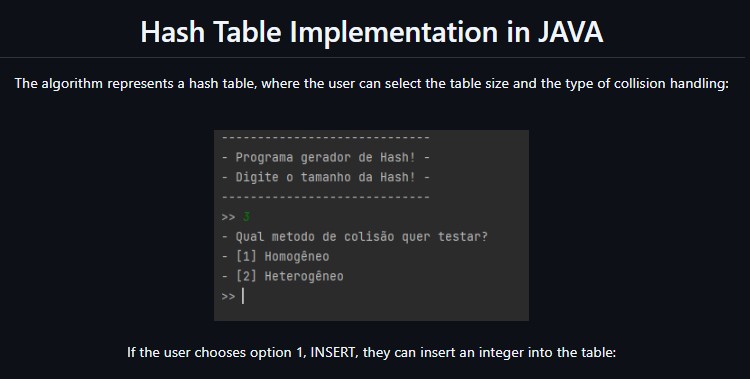 Hash Table Implementation in JAVA
The algorithm represents a hash table, where the user can select the table size and the type of collision handling:
-----------------------------
- Programa gerador de Hash! -
- Digite o tamanho da Hash! -
-----------------------------
>> 3
- Qual metodo de colisão quer testar?
- [1] Homogêneo
- [2] Heterogêneo
>>
If the user chooses option 1, INSERT, they can insert an integer into the table: